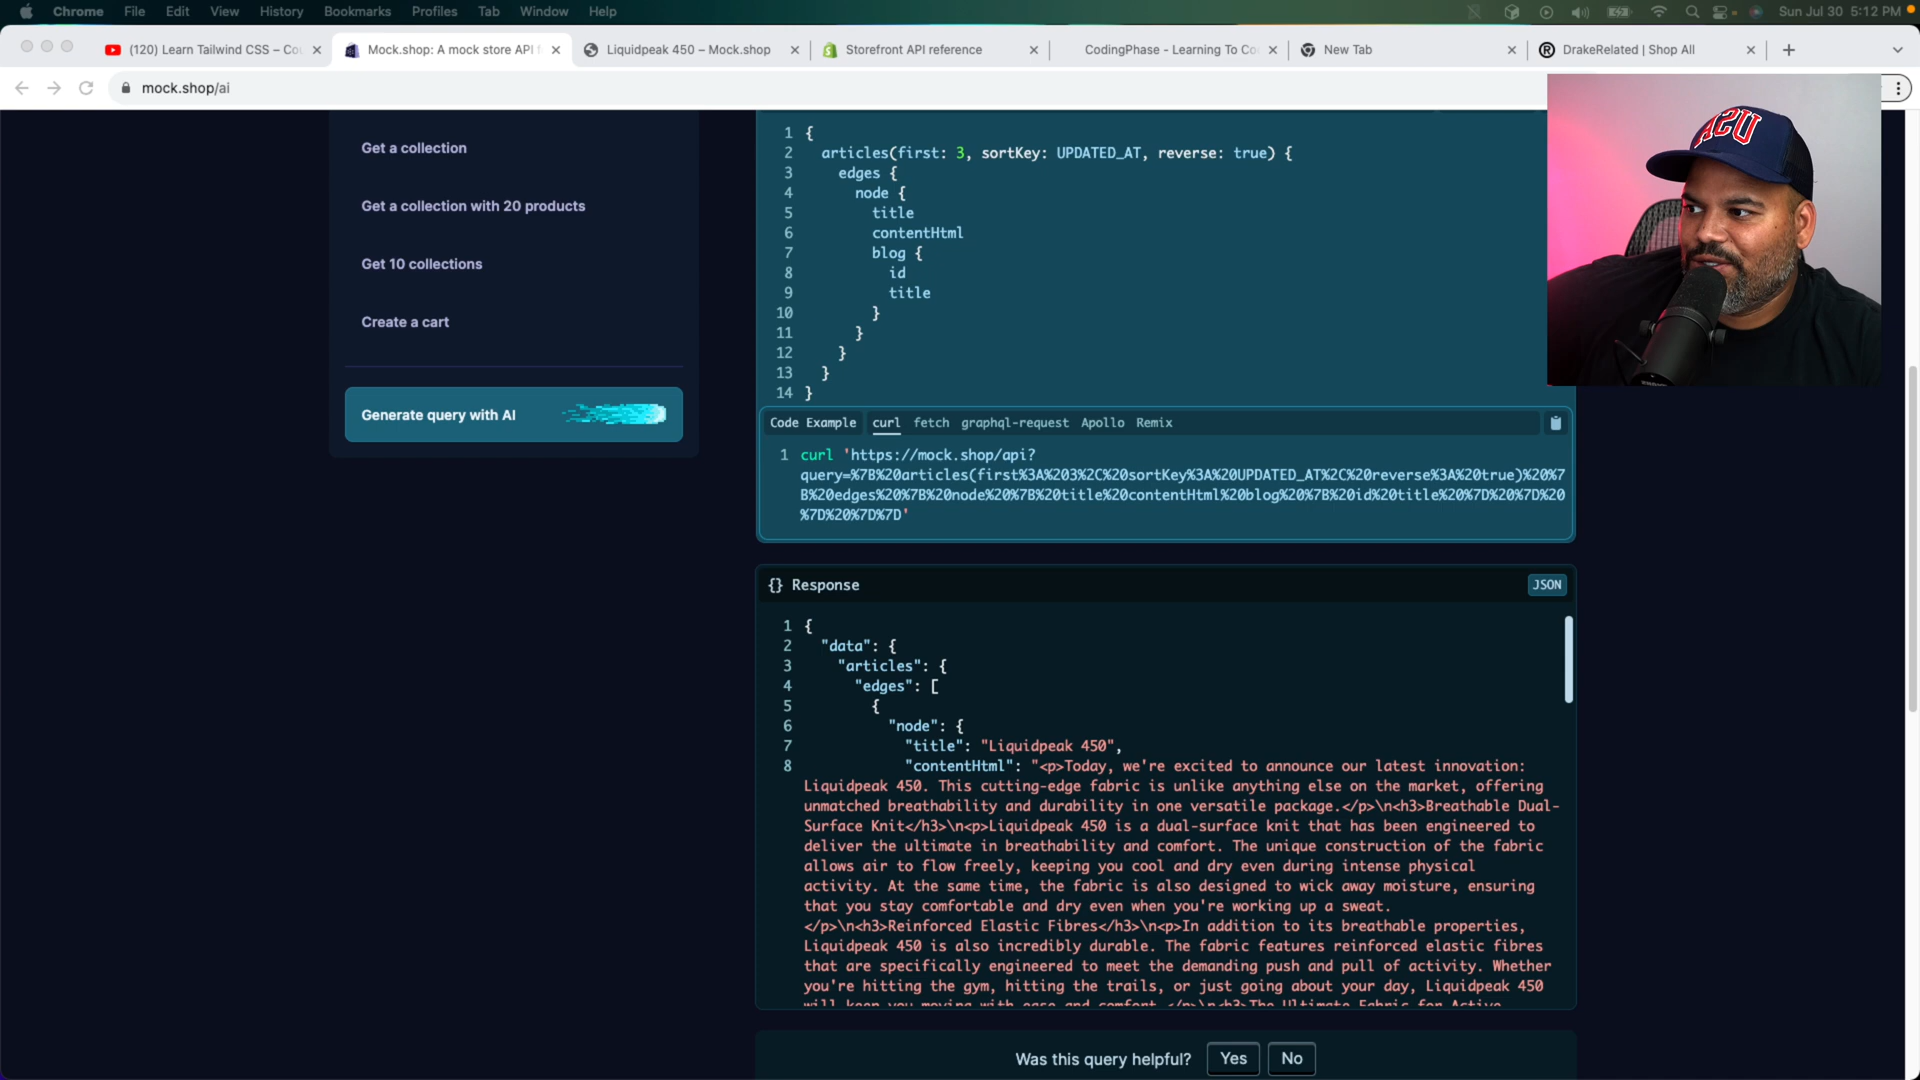 Chrome File Edit View History Bookmarks Profiles Tab Window Help Sun Jul 30 5:12 PM
(120) Learn Tailwind CSS – Co
Mock.shop: A mock store API f
Liquidpeak 450 – Mock.shop
Storefront API reference
CodingPhase - Learning To Co
New Tab
DrakeRelated | Shop All
mock.shop/ai
Get a collection
Get a collection with 20 products
Get 10 collections
Create a cart
Generate query with AI
1 {
2 articles(first: 3, sortKey: UPDATED_AT, reverse: true) {
3 edges {
4 node {
5 title
6 contentHtml
7 blog {
8 id
9 title
10 }
11 }
12 }
13 }
14 }
Code Example curl fetch graphql-request Apollo Remix
1 curl 'https://mock.shop/api?
query=%7B%20articles(first%3A%203%2C%20sortKey%3A%20UPDATED_AT%2C%20reverse%3A%20true)%20%7
B%20edges%20%7B%20node%20%7B%20title%20contentHtml%20blog%20%7B%20id%20title%20%7D%20%7D%20
%7D%20%7D%7D'
{} Response JSON
1 {
2 "data": {
3 "articles": {
4 "edges": [
5 {
6 "node": {
7 "title": "Liquidpeak 450",
8 "contentHtml": "<p>Today, we're excited to announce our latest innovation:
Liquidpeak 450. This cutting-edge fabric is unlike anything else on the market, offering
unmatched breathability and durability in one versatile package.</p>\n<h3>Breathable Dual-
Surface Knit</h3>\n<p>Liquidpeak 450 is a dual-surface knit that has been engineered to
deliver the ultimate in breathability and comfort. The unique construction of the fabric
allows air to flow freely, keeping you cool and dry even during intense physical
activity. At the same time, the fabric is also designed to wick away moisture, ensuring
that you stay comfortable and dry even when you're working up a sweat.
</p>\n<h3>Reinforced Elastic Fibres</h3>\n<p>In addition to its breathable properties,
Liquidpeak 450 is also incredibly durable. The fabric features reinforced elastic fibres
that are specifically engineered to meet the demanding push and pull of activity. Whether
you're hitting the gym, hitting the trails, or just going about your day, Liquidpeak 450
will keep you moving with ease and comfort.</p>\n<h3>The Ultimate Fabric for Active
Was this query helpful? Yes No